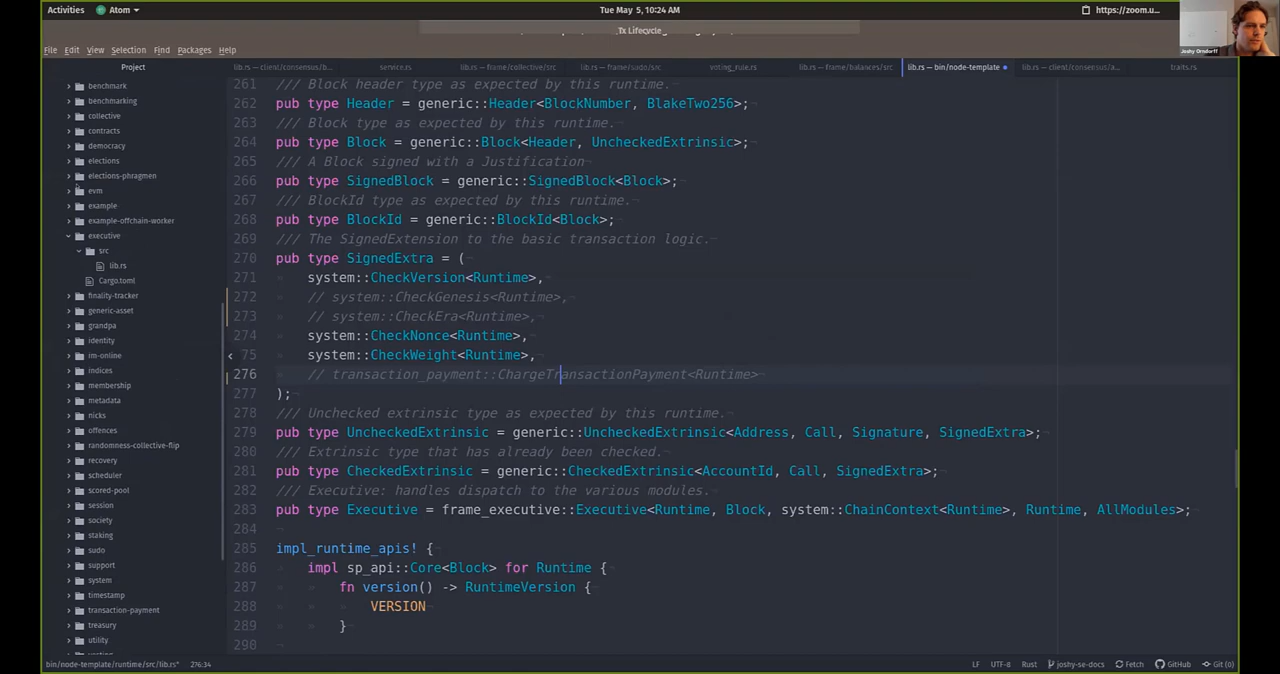 Activities Atom Tue May 5, 10:24 AM https://zoom.u...
Tx Lifecycle
Joshy Orndorff
File Edit View Selection Find Packages Help
Project
lib.rs — client/consensus/b... service.rs lib.rs — frame/collective/src lib.rs — frame/sudo/src voting_rule.rs lib.rs — frame/balances/src lib.rs — bin/node-template lib.rs — client/consensus/a... traits.rs
benchmark
benchmarking
collective
contracts
democracy
elections
elections-phragmen
evm
example
example-offchain-worker
executive
src
lib.rs
Cargo.toml
finality-tracker
generic-asset
grandpa
identity
im-online
indices
membership
metadata
nicks
offences
randomness-collective-flip
recovery
scheduler
scored-pool
session
society
staking
sudo
support
system
timestamp
transaction-payment
treasury
utility
261 /// Block header type as expected by this runtime.
262 pub type Header = generic::Header<BlockNumber, BlakeTwo256>;
263 /// Block type as expected by this runtime.
264 pub type Block = generic::Block<Header, UncheckedExtrinsic>;
265 /// A Block signed with a Justification
266 pub type SignedBlock = generic::SignedBlock<Block>;
267 /// BlockId type as expected by this runtime.
268 pub type BlockId = generic::BlockId<Block>;
269 /// The SignedExtension to the basic transaction logic.
270 pub type SignedExtra = (
271 system::CheckVersion<Runtime>,
272 // system::CheckGenesis<Runtime>,
273 // system::CheckEra<Runtime>,
274 system::CheckNonce<Runtime>,
75 system::CheckWeight<Runtime>,
276 // transaction_payment::ChargeTransactionPayment<Runtime>
277 );
278 /// Unchecked extrinsic type as expected by this runtime.
279 pub type UncheckedExtrinsic = generic::UncheckedExtrinsic<Address, Call, Signature, SignedExtra>;
280 /// Extrinsic type that has already been checked.
281 pub type CheckedExtrinsic = generic::CheckedExtrinsic<AccountId, Call, SignedExtra>;
282 /// Executive: handles dispatch to the various modules.
283 pub type Executive = frame_executive::Executive<Runtime, Block, system::ChainContext<Runtime>, Runtime, AllModules>;
284
285 impl_runtime_apis! {
286 impl sp_api::Core<Block> for Runtime {
287 fn version() -> RuntimeVersion {
288 VERSION
289 }
290
bin/node-template/runtime/src/lib.rs* 276:34 LF UTF-8 Rust joshy-se-docs Fetch GitHub Git (0)